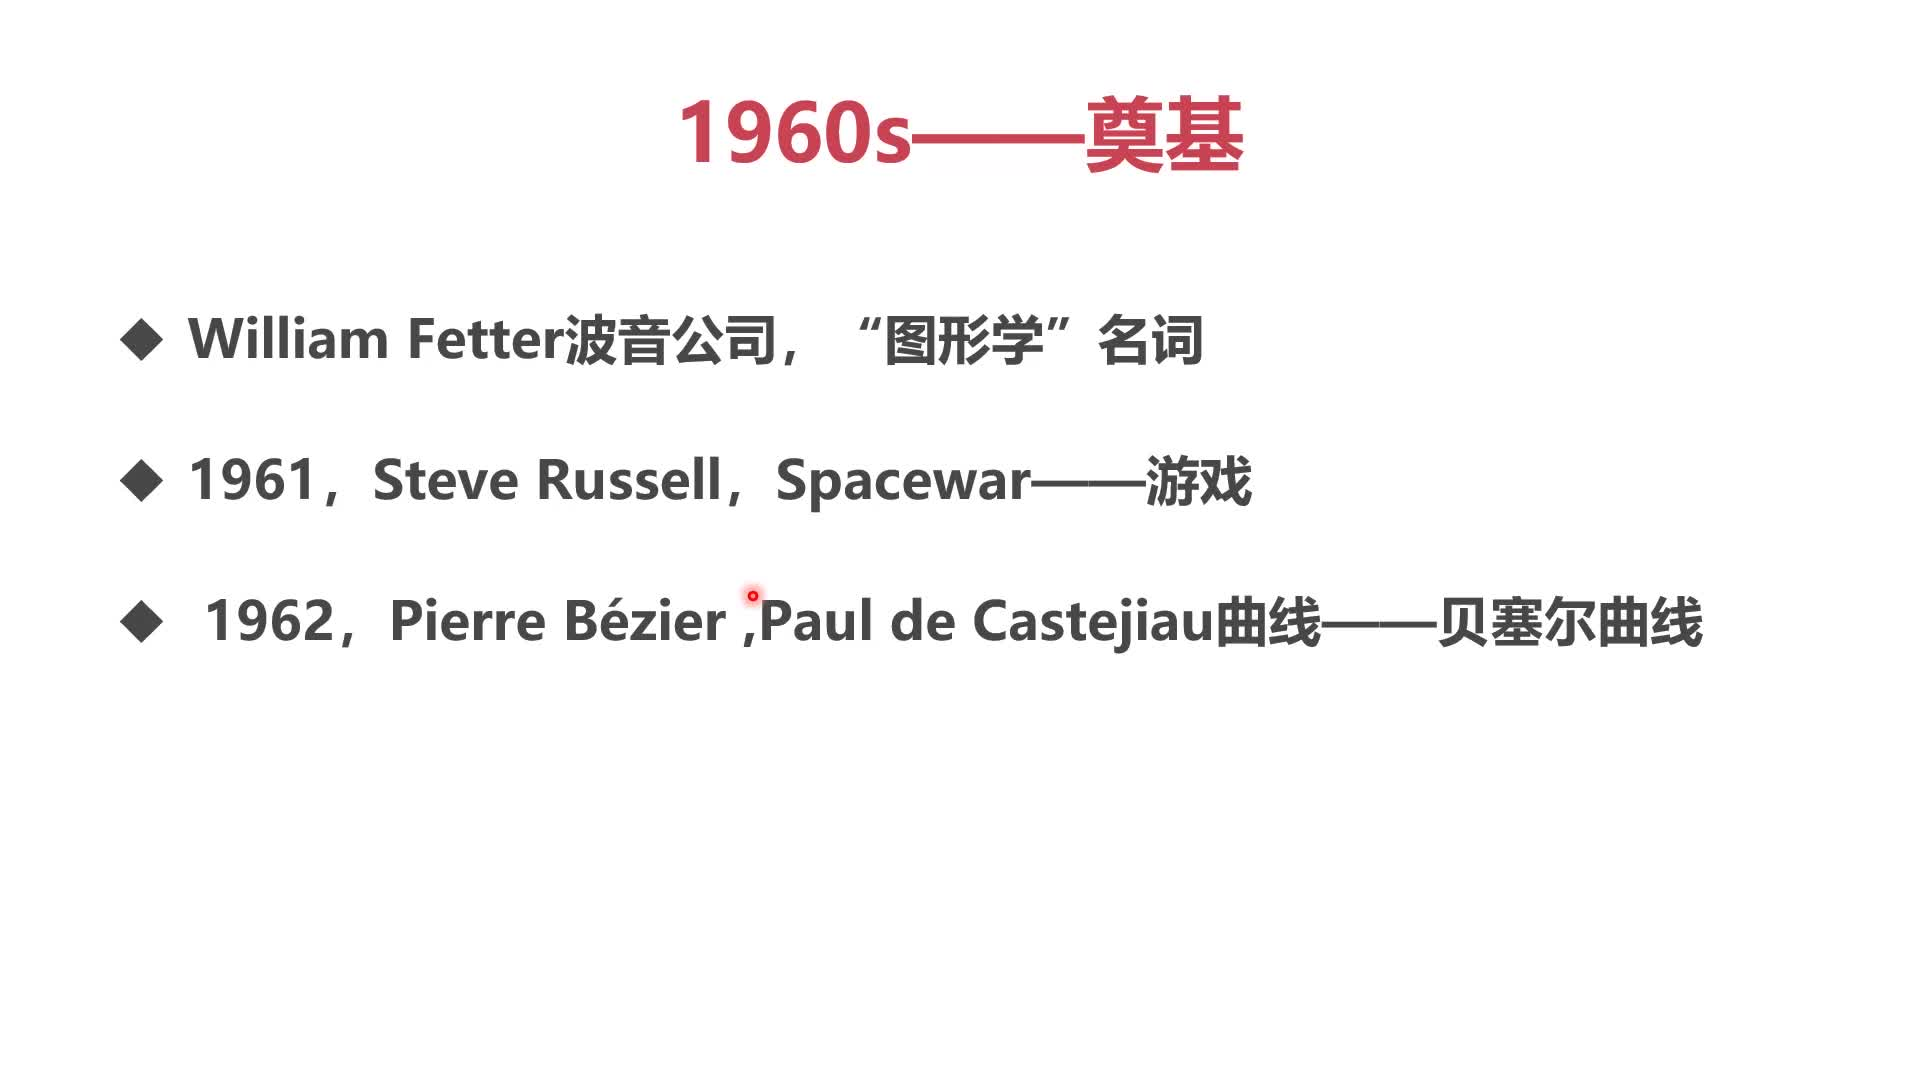 1960s——奠基
◆ William Fetter波音公司，“图形学”名词
◆ 1961，Steve Russell，Spacewar——游戏
◆ 1962，Pierre Bézier ,Paul de Castejiau曲线——贝塞尔曲线